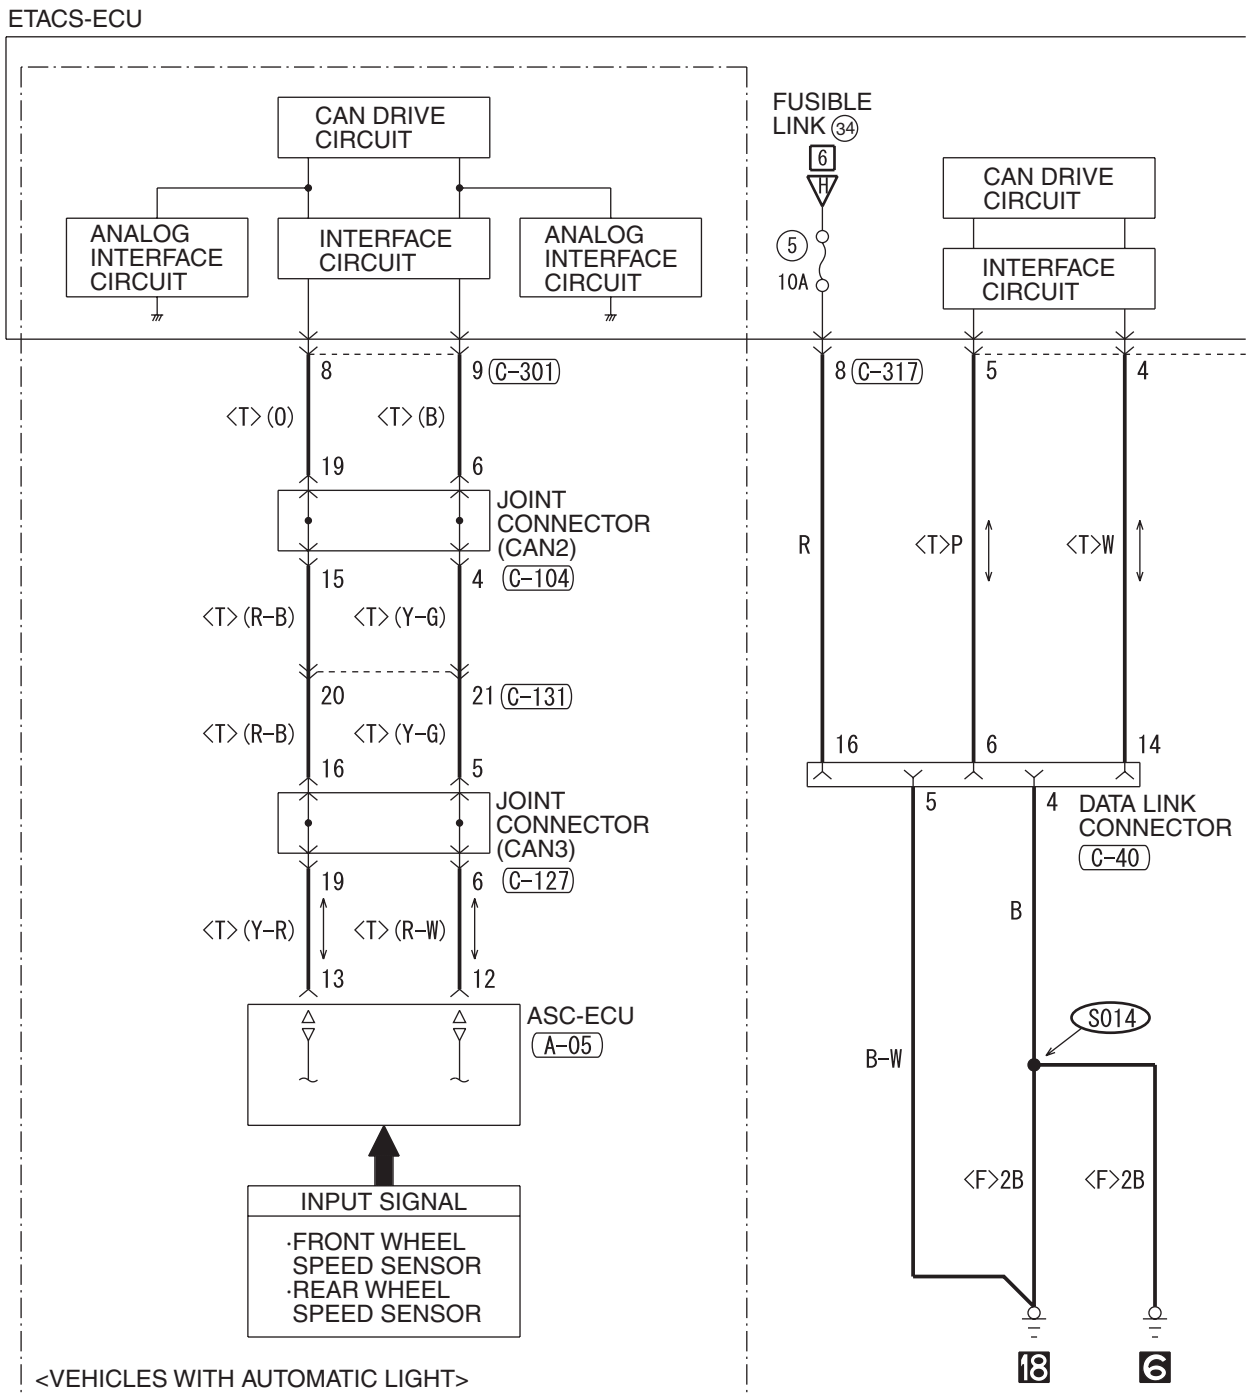 ETACS-ECU
CAN DRIVE
CIRCUIT
ANALOG
INTERFACE
CIRCUIT
INTERFACE
CIRCUIT
ANALOG
INTERFACE
CIRCUIT
FUSIBLE
LINK 34
6
H
5
10A
CAN DRIVE
CIRCUIT
INTERFACE
CIRCUIT
8
9 C-301
8 C-317
5
4
<T>(O)
<T>(B)
19
6
JOINT
CONNECTOR
(CAN2)
15
4
C-104
<T>(R-B)
<T>(Y-G)
20
21 C-131
<T>(R-B)
<T>(Y-G)
16
5
JOINT
CONNECTOR
(CAN3)
19
6
C-127
<T>(Y-R)
<T>(R-W)
13
12
ASC-ECU
A-05
INPUT SIGNAL
·FRONT WHEEL
SPEED SENSOR
·REAR WHEEL
SPEED SENSOR
<VEHICLES WITH AUTOMATIC LIGHT>
R
<T>P
<T>W
16
6
14
5
4
DATA LINK
CONNECTOR
C-40
B
S014
B-W
<F>2B
<F>2B
18
6